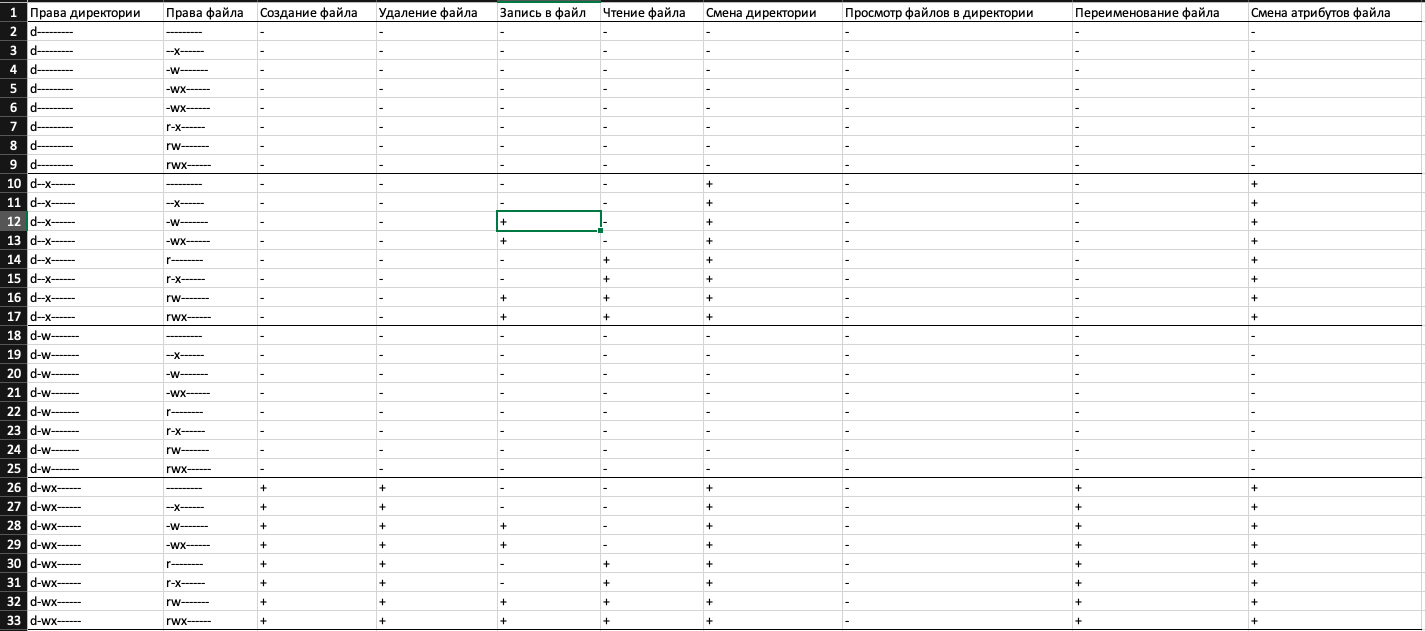 1 Права директории Права файла Создание файла Удаление файла Запись в файл Чтение файла Смена директории Просмотр файлов в директории Переименование файла Смена атрибутов файла
2 d--------- --------- - - - - - - - -
3 d--------- --x------ - - - - - - - -
4 d--------- -w------- - - - - - - - -
5 d--------- -wx------ - - - - - - - -
6 d--------- -wx------ - - - - - - - -
7 d--------- r-x------ - - - - - - - -
8 d--------- rw------- - - - - - - - -
9 d--------- rwx------ - - - - - - - -
10 d--x------ --------- - - - - + - - +
11 d--x------ --x------ - - - - + - - +
12 d--x------ -w------- - - + - + - - +
13 d--x------ -wx------ - - + - + - - +
14 d--x------ r-------- - - - + + - - +
15 d--x------ r-x------ - - - + + - - +
16 d--x------ rw------- - - + + + - - +
17 d--x------ rwx------ - - + + + - - +
18 d-w------- --------- - - - - - - - -
19 d-w------- --x------ - - - - - - - -
20 d-w------- -w------- - - - - - - - -
21 d-w------- -wx------ - - - - - - - -
22 d-w------- r-------- - - - - - - - -
23 d-w------- r-x------ - - - - - - - -
24 d-w------- rw------- - - - - - - - -
25 d-w------- rwx------ - - - - - - - -
26 d-wx------ --------- + + - - + - + +
27 d-wx------ --x------ + + - - + - + +
28 d-wx------ -w------- + + + - + - + +
29 d-wx------ -wx------ + + + - + - + +
30 d-wx------ r-------- + + - + + - + +
31 d-wx------ r-x------ + + - + + - + +
32 d-wx------ rw------- + + + + + - + +
33 d-wx------ rwx------ + + + + + - + +